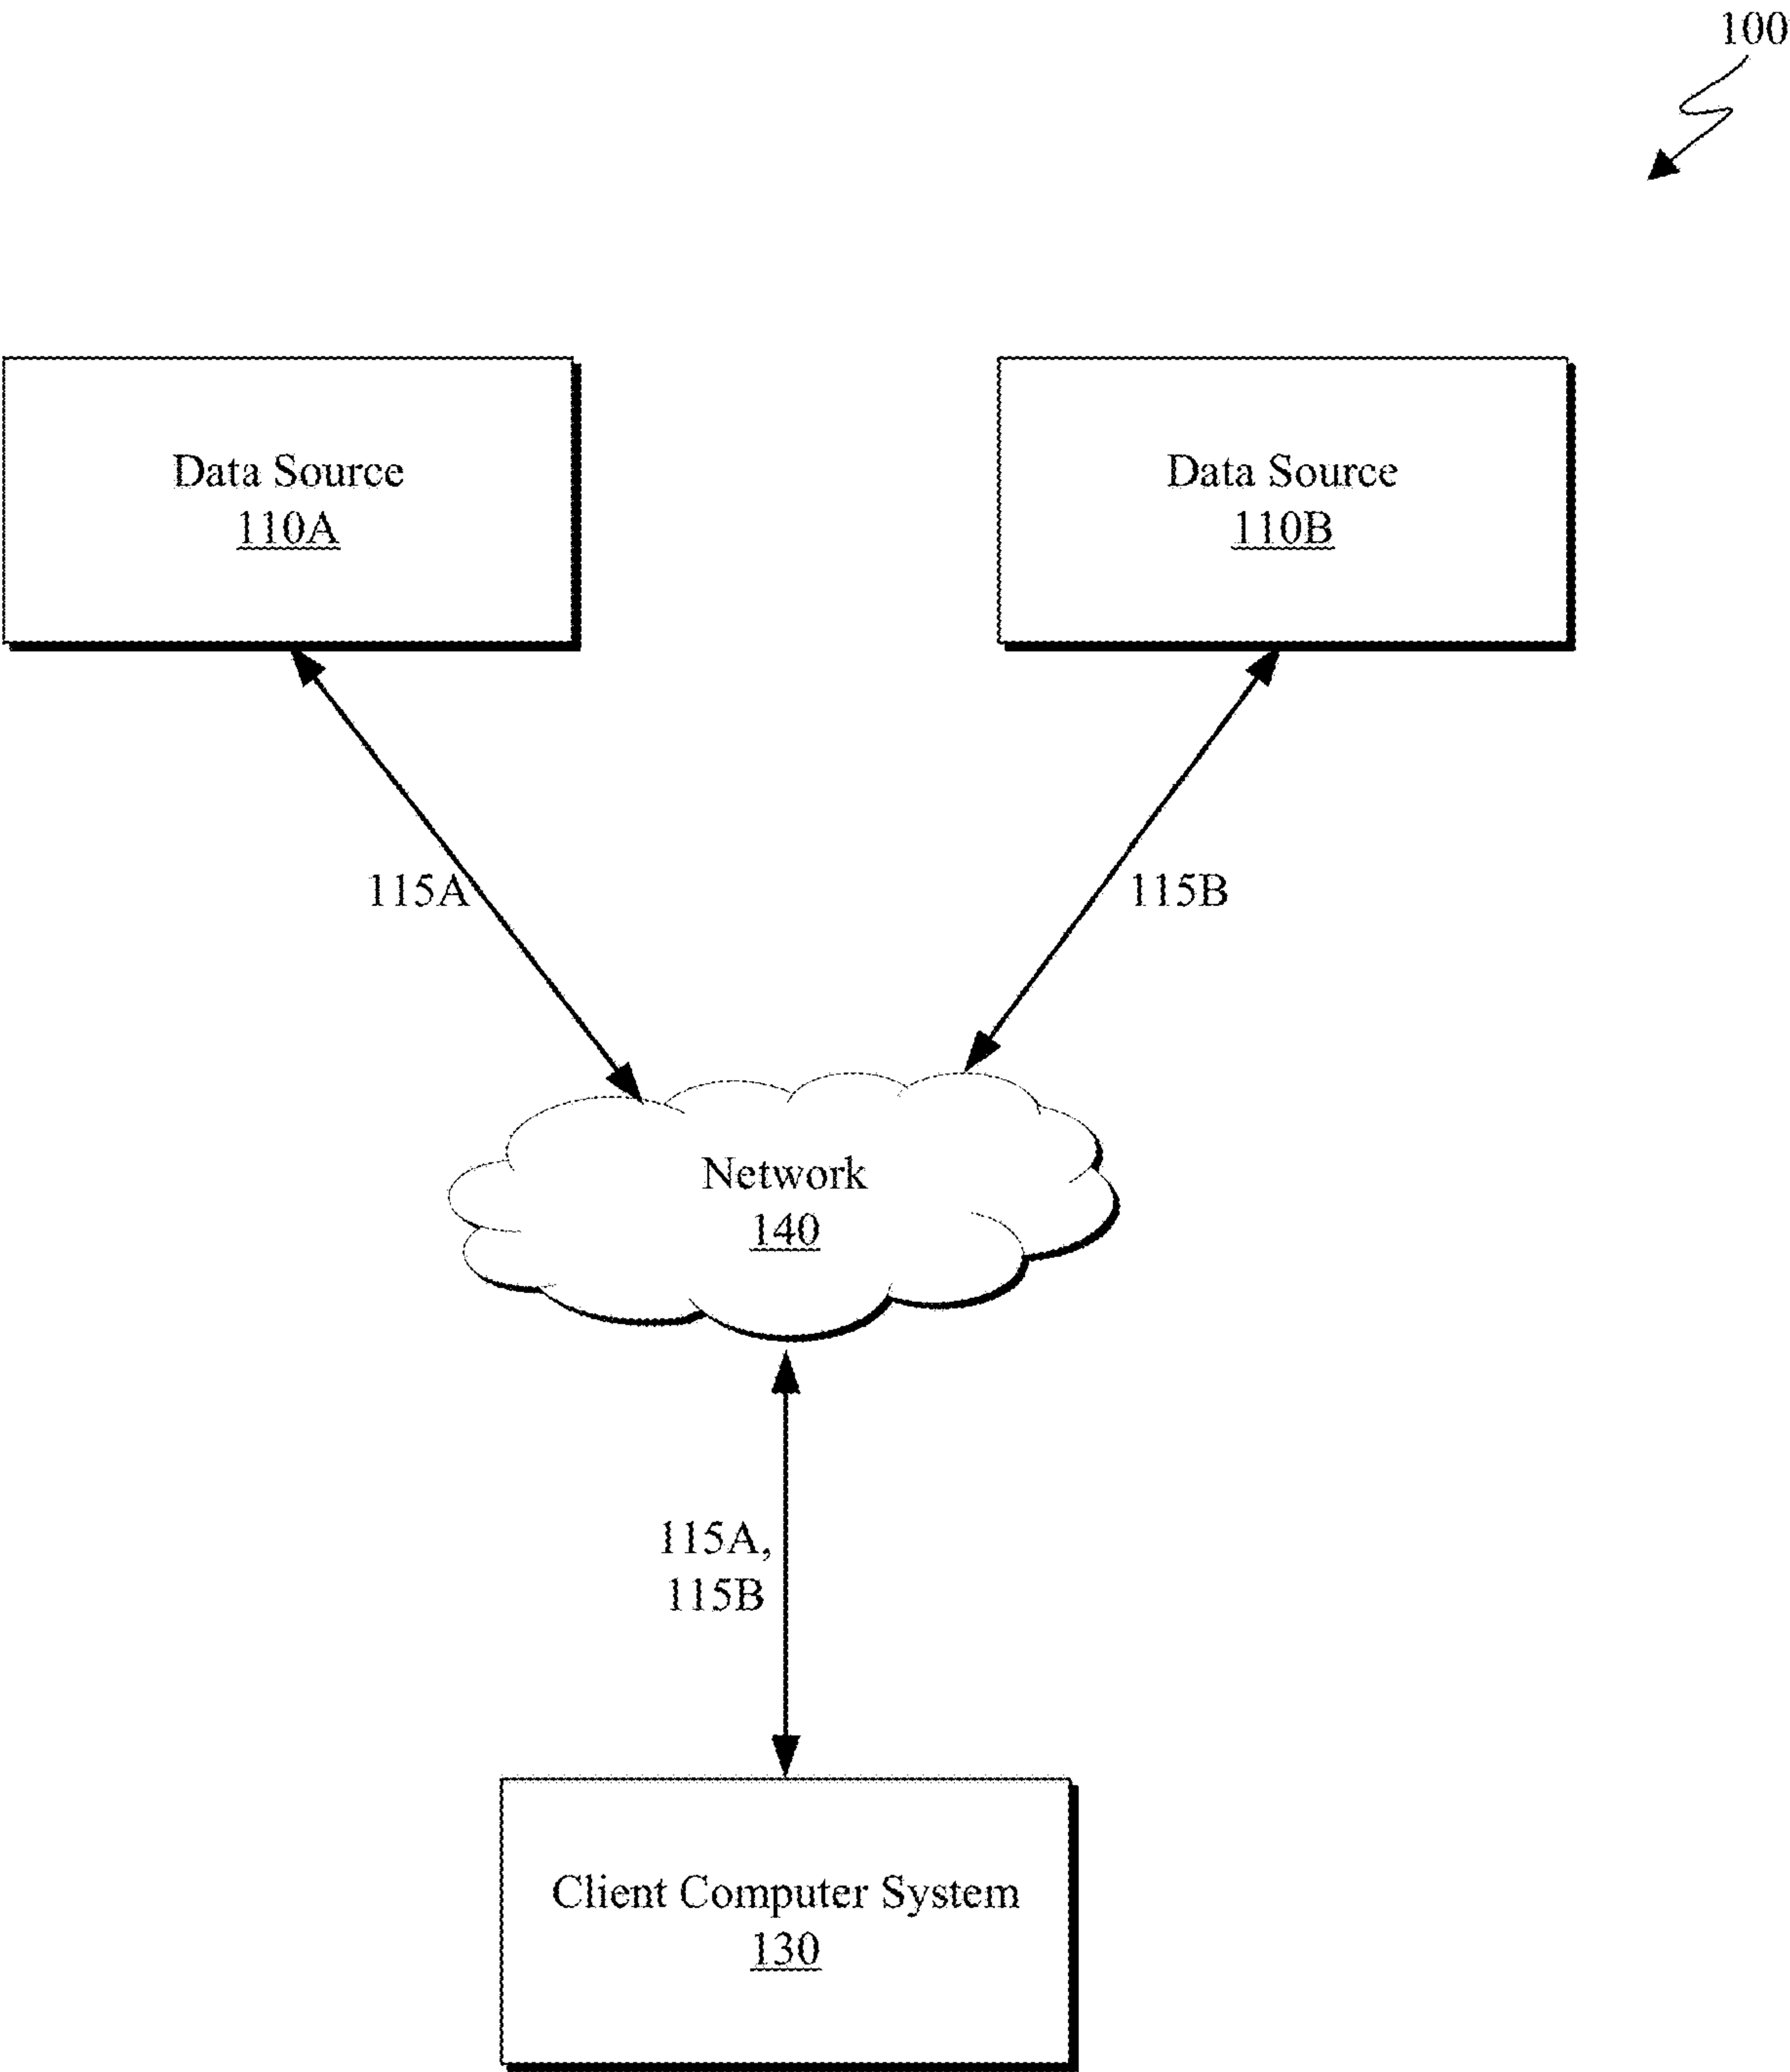 100
Data Source
110A
Data Source
110B
115A
115B
Network
140
115A,
115B
Client Computer System
130